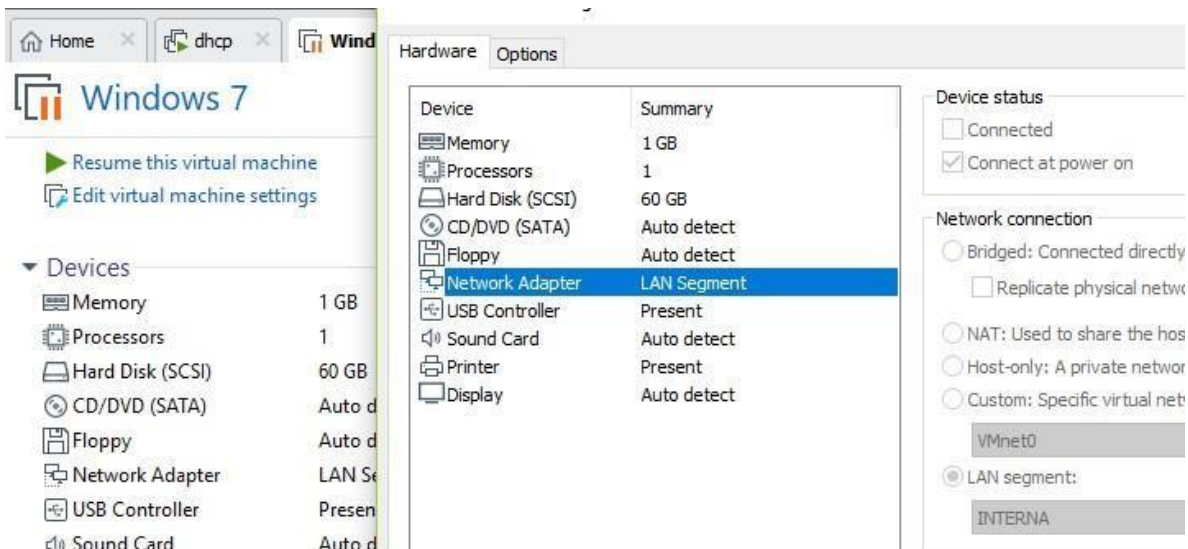 Home × dhcp × Wind
Windows 7
Resume this virtual machine
Edit virtual machine settings
Devices
Memory 1 GB
Processors 1
Hard Disk (SCSI) 60 GB
CD/DVD (SATA) Auto d
Floppy Auto d
Network Adapter LAN Se
USB Controller Presen
Sound Card Auto d
Hardware Options
Device Summary
Memory 1 GB
Processors 1
Hard Disk (SCSI) 60 GB
CD/DVD (SATA) Auto detect
Floppy Auto detect
Network Adapter LAN Segment
USB Controller Present
Sound Card Auto detect
Printer Present
Display Auto detect
Device status
Connected
Connect at power on
Network connection
Bridged: Connected directly
Replicate physical netwo
NAT: Used to share the hos
Host-only: A private networ
Custom: Specific virtual net
VMnet0
LAN segment:
INTERNA